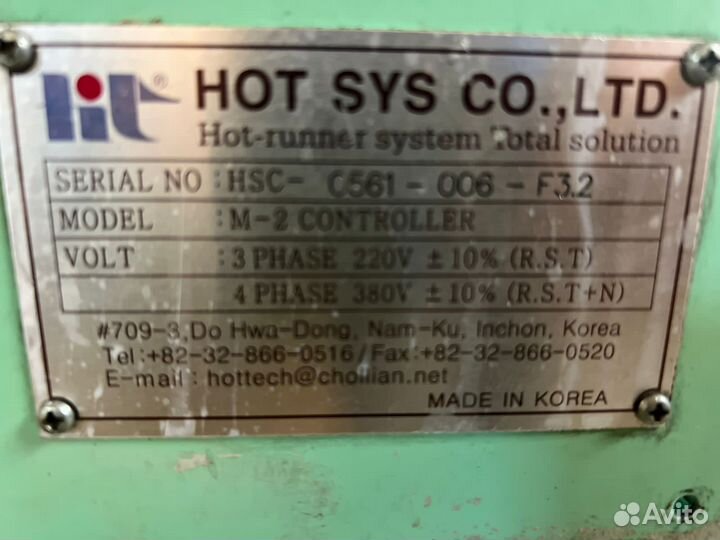 Hit ® HOT SYS CO.,LTD.
Hot-runner system Total solution
SERIAL NO : HSC- C561 - 006 - F3.2
MODEL : M-2 CONTROLLER
VOLT : 3 PHASE 220V ± 10% (R.S.T)
4 PHASE 380V ± 10% (R.S.T+N)
#709-3,Do Hwa-Dong, Nam-Ku, Inchon, Korea
Tel:+82-32-866-0516/Fax:+82-32-866-0520
E-mail : hottech@chollian.net
MADE IN KOREA
Avito